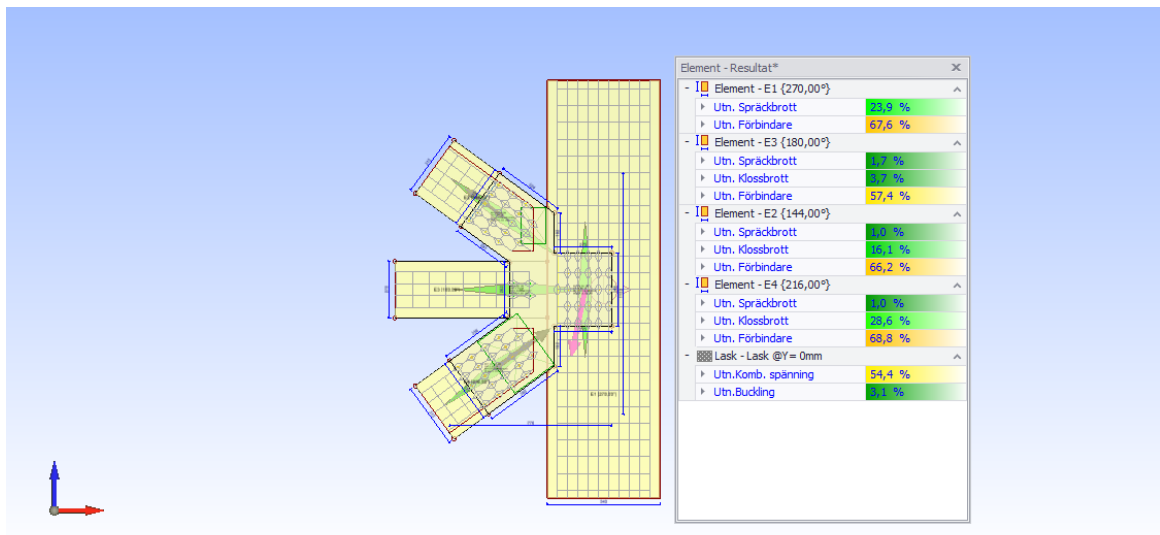 Element - Resultat*
Element - E1 {270,00°}
Utn. Spräckbrott 23,9 %
Utn. Förbindare 67,6 %
Element - E3 {180,00°}
Utn. Spräckbrott 1,7 %
Utn. Klossbrott 3,7 %
Utn. Förbindare 57,4 %
Element - E2 {144,00°}
Utn. Spräckbrott 1,0 %
Utn. Klossbrott 16,1 %
Utn. Förbindare 66,2 %
Element - E4 {216,00°}
Utn. Spräckbrott 1,0 %
Utn. Klossbrott 28,6 %
Utn. Förbindare 68,8 %
Lask - Lask @Y= 0mm
Utn.Komb. spänning 54,4 %
Utn.Buckling 3,1 %
E1 {270,00°}